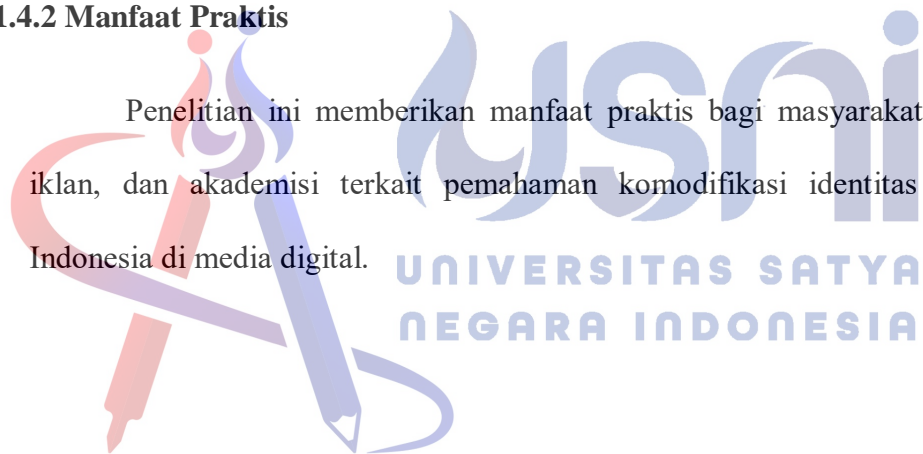 1.4.2 Manfaat Praktis
Penelitian ini memberikan manfaat praktis bagi masyarakat
iklan, dan akademisi terkait pemahaman komodifikasi identitas
Indonesia di media digital.
usni
UNIVERSITAS SATYA
NEGARA INDONESIA